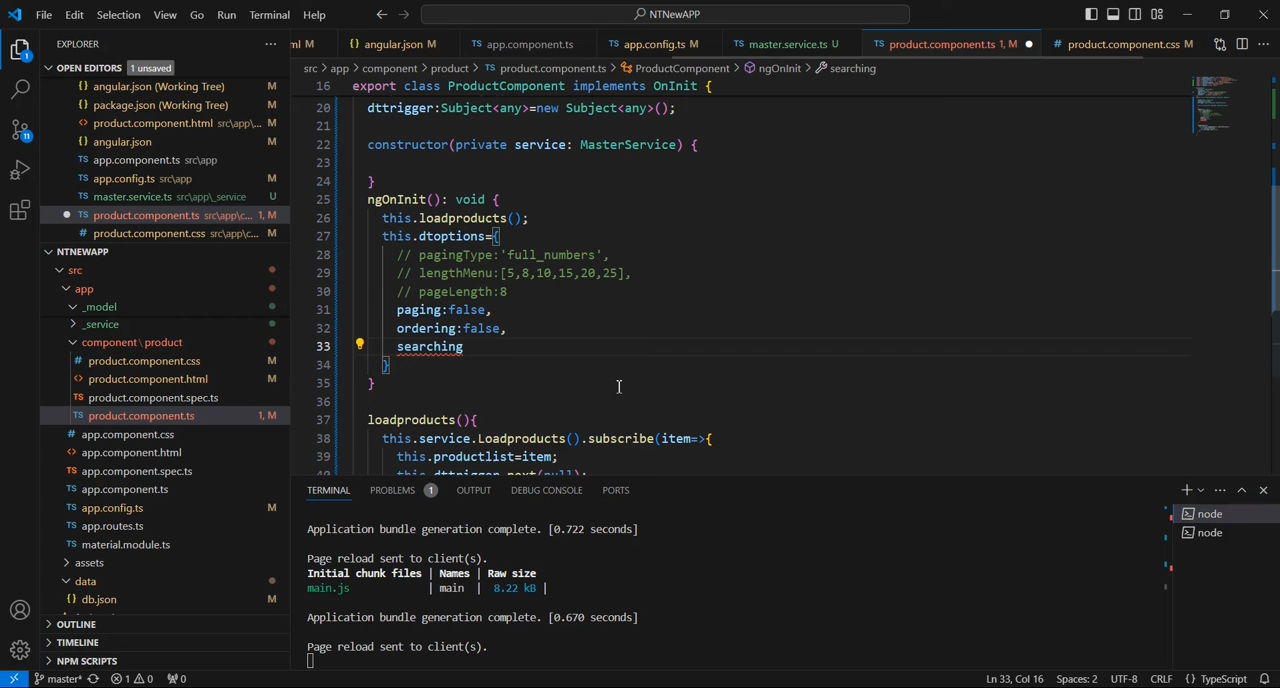 File Edit Selection View Go Run Terminal Help
NTNewAPP
EXPLORER
OPEN EDITORS 1 unsaved
angular.json (Working Tree) M
package.json (Working Tree) M
product.component.html src\app\... M
angular.json M
app.component.ts src\app
app.config.ts src\app M
master.service.ts src\app\_service U
product.component.ts src\app\c... 1, M
product.component.css src\app\c... M
NTNEWAPP
src
app
_model
_service
component \ product
product.component.css M
product.component.html M
product.component.spec.ts
product.component.ts 1, M
app.component.css
app.component.html
app.component.spec.ts
app.component.ts
app.config.ts M
app.routes.ts
material.module.ts
assets
data
db.json M
OUTLINE
TIMELINE
NPM SCRIPTS
ml M
angular.json M
app.component.ts
app.config.ts M
master.service.ts U
product.component.ts 1, M
product.component.css M
src > app > component > product > TS product.component.ts > ProductComponent > ngOnInit > searching
16 export class ProductComponent implements OnInit {
20 dttrigger:Subject<any>=new Subject<any>();
21
22 constructor(private service: MasterService) {
23
24 }
25 ngOnInit(): void {
26 this.loadproducts();
27 this.dtoptions={
28 // pagingType:'full_numbers',
29 // lengthMenu:[5,8,10,15,20,25],
30 // pageLength:8
31 paging:false,
32 ordering:false,
33 searching
34 }
35 }
36
37 loadproducts(){
38 this.service.Loadproducts().subscribe(item=>{
39 this.productlist=item;
40 this.dttrigger.next(null);
TERMINAL PROBLEMS 1 OUTPUT DEBUG CONSOLE PORTS
Application bundle generation complete. [0.722 seconds]
Page reload sent to client(s).
Initial chunk files | Names | Raw size
main.js | main | 8.22 kB |
Application bundle generation complete. [0.670 seconds]
Page reload sent to client(s).
node
node
master* 1 0 0 Ln 33, Col 16 Spaces: 2 UTF-8 CRLF {} TypeScript